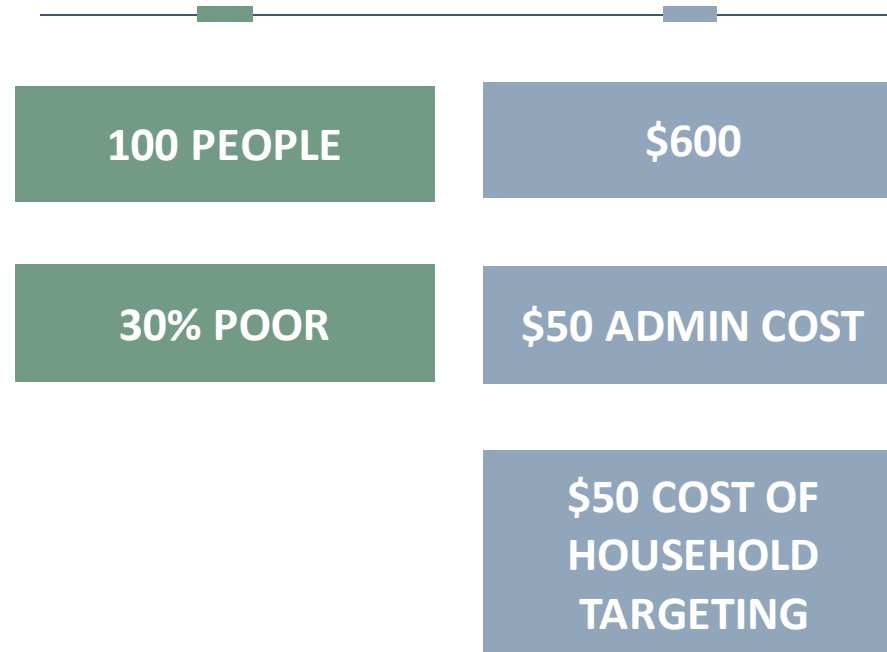 100 PEOPLE
$600
30% POOR
$50 ADMIN COST
$50 COST OF
HOUSEHOLD
TARGETING